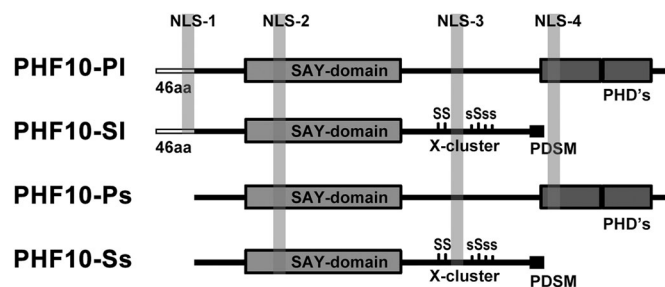 NLS-1 NLS-2 NLS-3 NLS-4
PHF10-Pl SAY-domain
46aa PHD's
PHF10-Sl SAY-domain SS sSss
46aa X-cluster PDSM
PHF10-Ps SAY-domain
PHD's
PHF10-Ss SAY-domain SS sSss
X-cluster PDSM